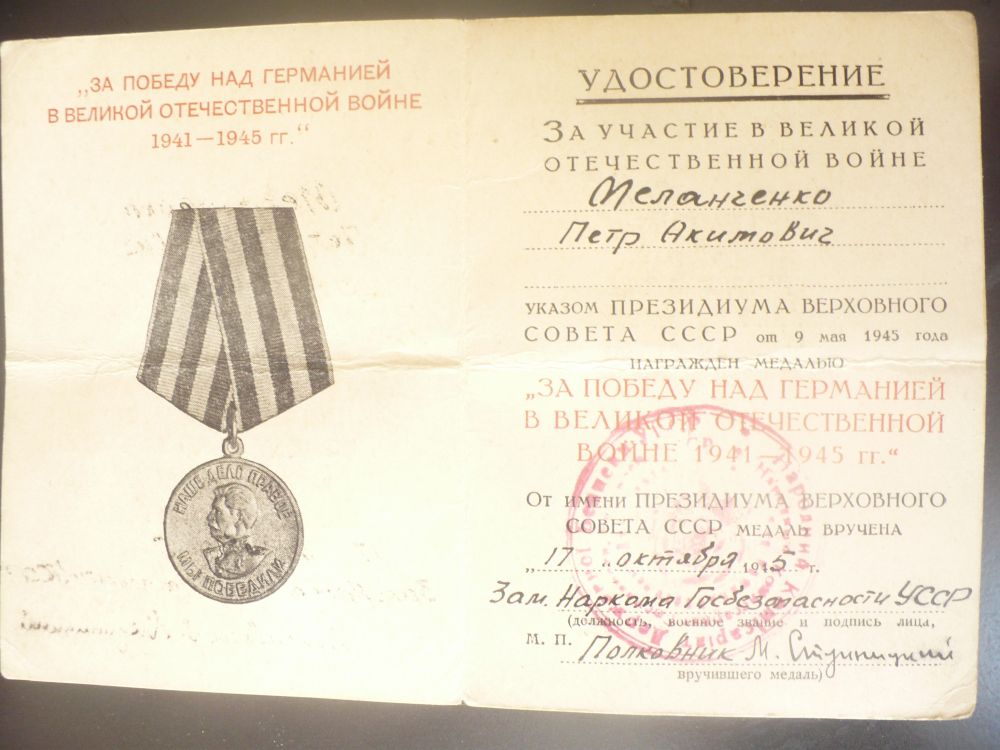 „ЗА ПОБЕДУ НАД ГЕРМАНИЕЙ
В ВЕЛИКОЙ ОТЕЧЕСТВЕННОЙ ВОЙНЕ
1941—1945 гг.“
НАШЕ ДЕЛО ПРАВОЕ
МЫ ПОБЕДИЛИ
УДОСТОВЕРЕНИЕ
ЗА УЧАСТИЕ В ВЕЛИКОЙ
ОТЕЧЕСТВЕННОЙ ВОЙНЕ
Меланченко
Петр Акимович
УКАЗОМ ПРЕЗИДИУМА ВЕРХОВНОГО
СОВЕТА СССР от 9 мая 1945 года
НАГРАЖДЕН МЕДАЛЬЮ
„ЗА ПОБЕДУ НАД ГЕРМАНИЕЙ
В ВЕЛИКОЙ ОТЕЧЕСТВЕННОЙ
ВОЙНЕ 1941—1945 гг.“
От имени ПРЕЗИДИУМА ВЕРХОВНОГО
СОВЕТА СССР МЕДАЛЬ ВРУЧЕНА
„17 „ октября 1945 г.
Зам. Наркома Госбезопасности УССР
(должность, военное звание и подпись лица,
М. П. Полковник М.
вручившего медаль)